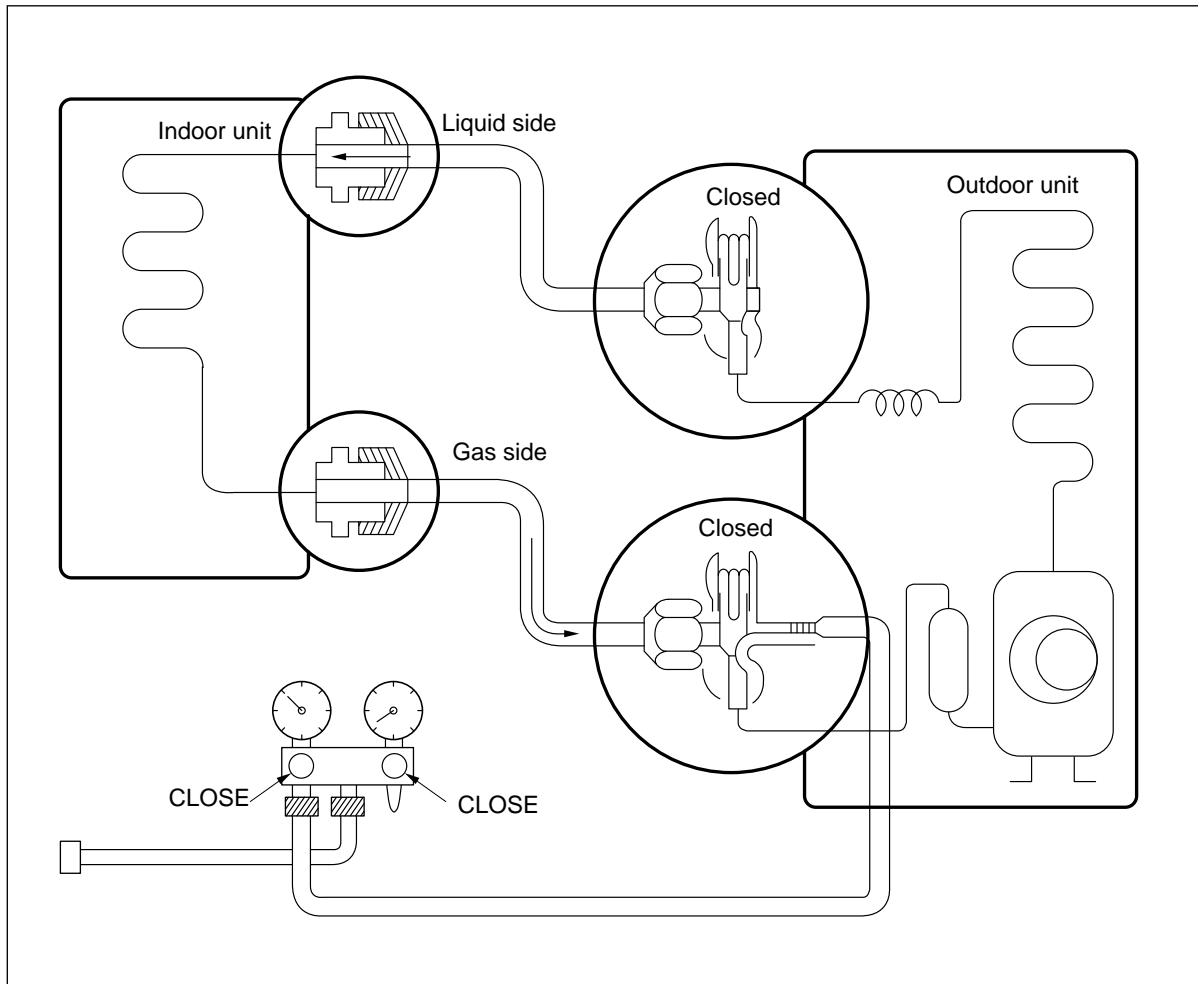 Indoor unit
Liquid side
Closed
Outdoor unit
Gas side
Closed
CLOSE
CLOSE